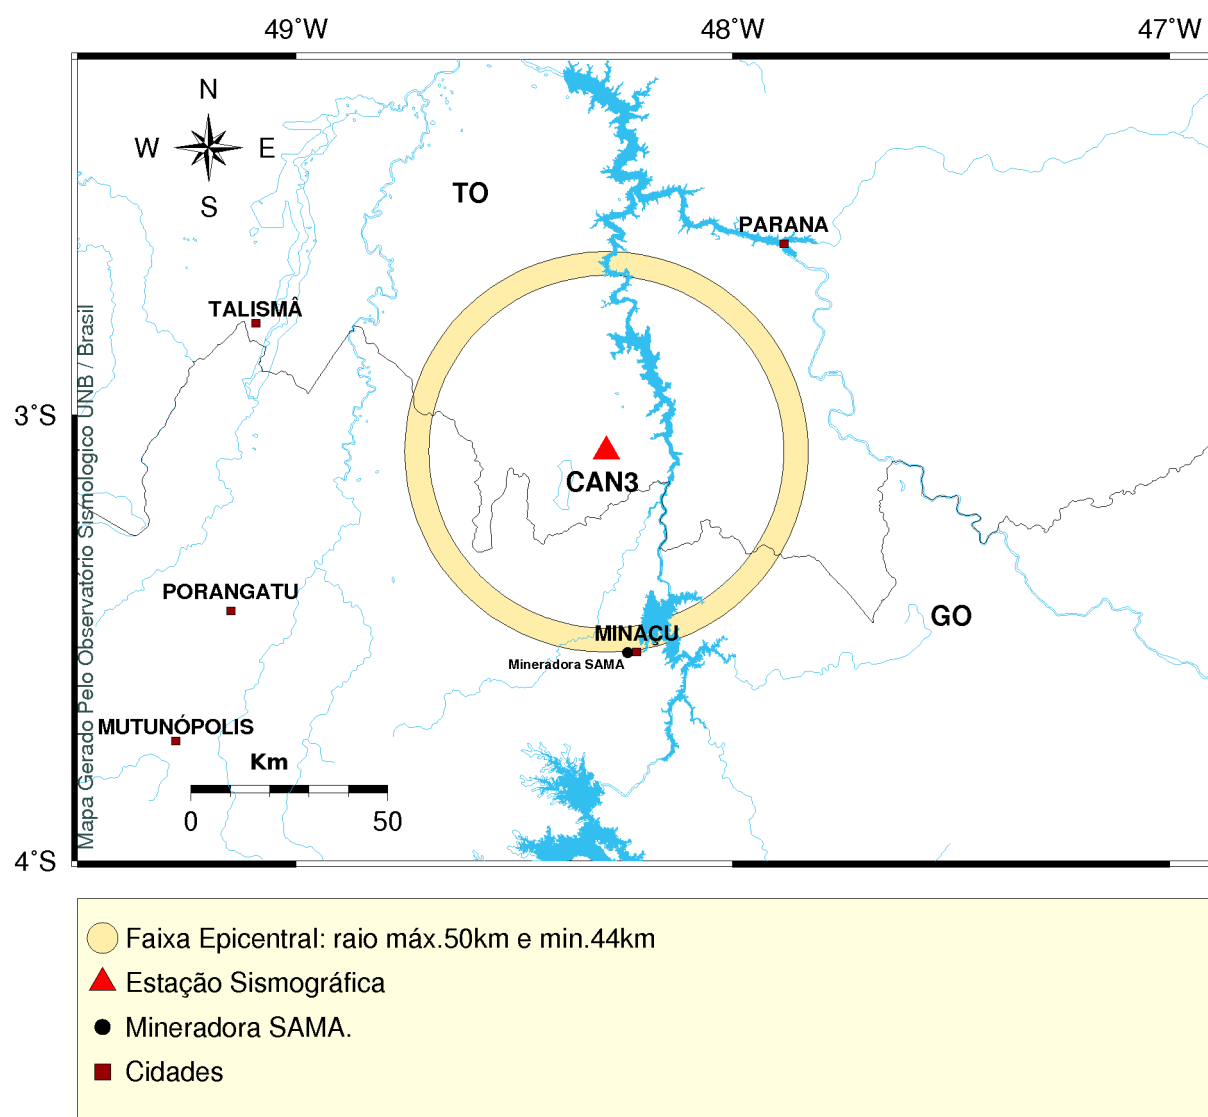 49°W 48°W 47°W
N
W E
S
TO
PARANA
TALISMÂ
3°S
CAN3
PORANGATU
GO
MINAÇU
Mineradora SAMA
MUTUNÓPOLIS
Km
0 50
4°S
Mapa Gerado Pelo Observatório Sismologico UNB / Brasil
Faixa Epicentral: raio máx.50km e min.44km
Estação Sismográfica
Mineradora SAMA.
Cidades